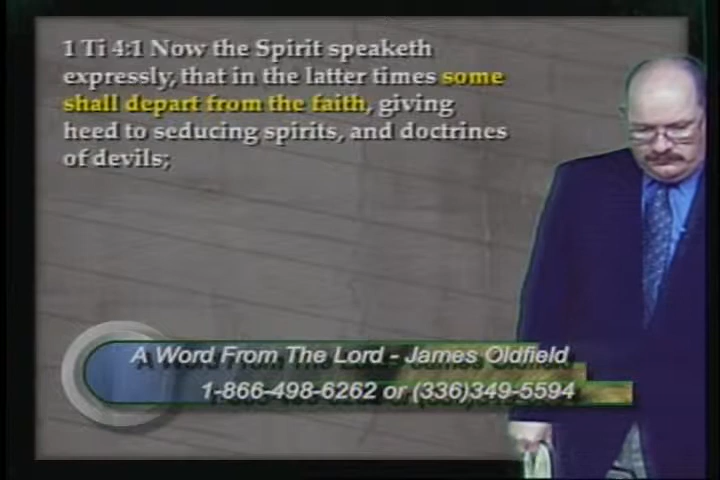 1 Ti 4:1 Now the Spirit speaketh
expressly, that in the latter times some
shall depart from the faith, giving
heed to seducing spirits, and doctrines
of devils;
A Word From The Lord - James Oldfield
1-866-498-6262 or (336)349-5594